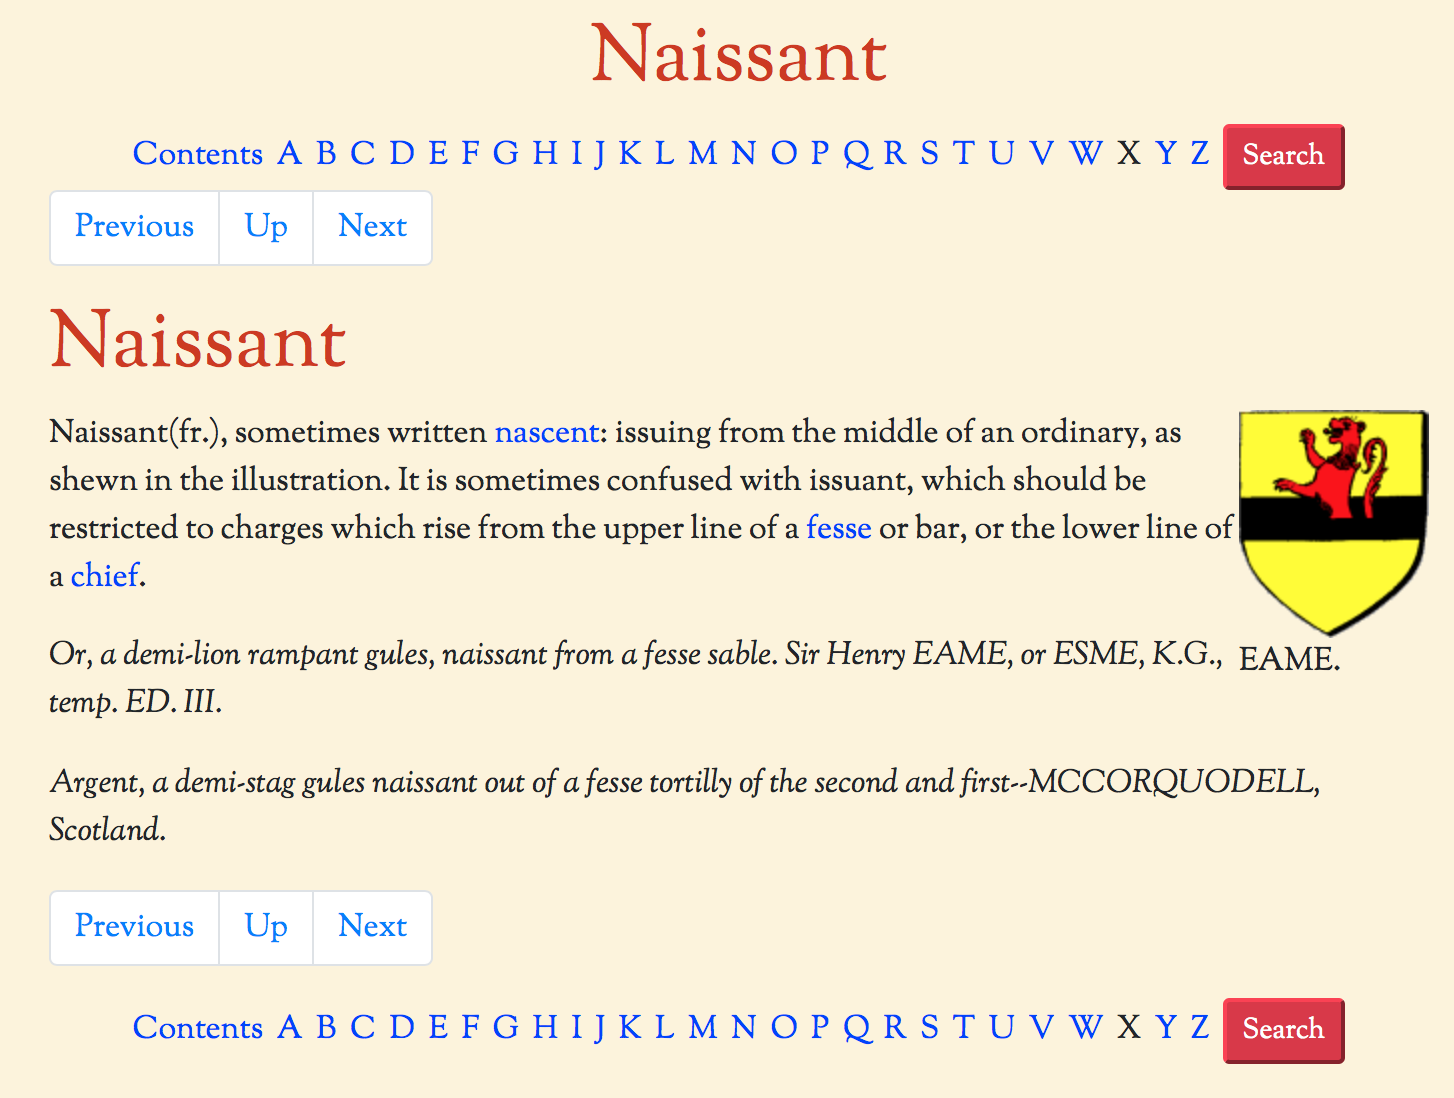 Naissant
Contents A B C D E F G H I J K L M N O P Q R S T U V W X Y Z Search
Previous Up Next
Naissant
Naissant(fr.), sometimes written nascent: issuing from the middle of an ordinary, as
shewn in the illustration. It is sometimes confused with issuant, which should be
restricted to charges which rise from the upper line of a fesse or bar, or the lower line of
a chief.
EAME.
Or, a demi-lion rampant gules, naissant from a fesse sable. Sir Henry EAME, or ESME, K.G.,
temp. ED. III.
Argent, a demi-stag gules naissant out of a fesse tortilly of the second and first--MCCORQUODELL,
Scotland.
Previous Up Next
Contents A B C D E F G H I J K L M N O P Q R S T U V W X Y Z Search